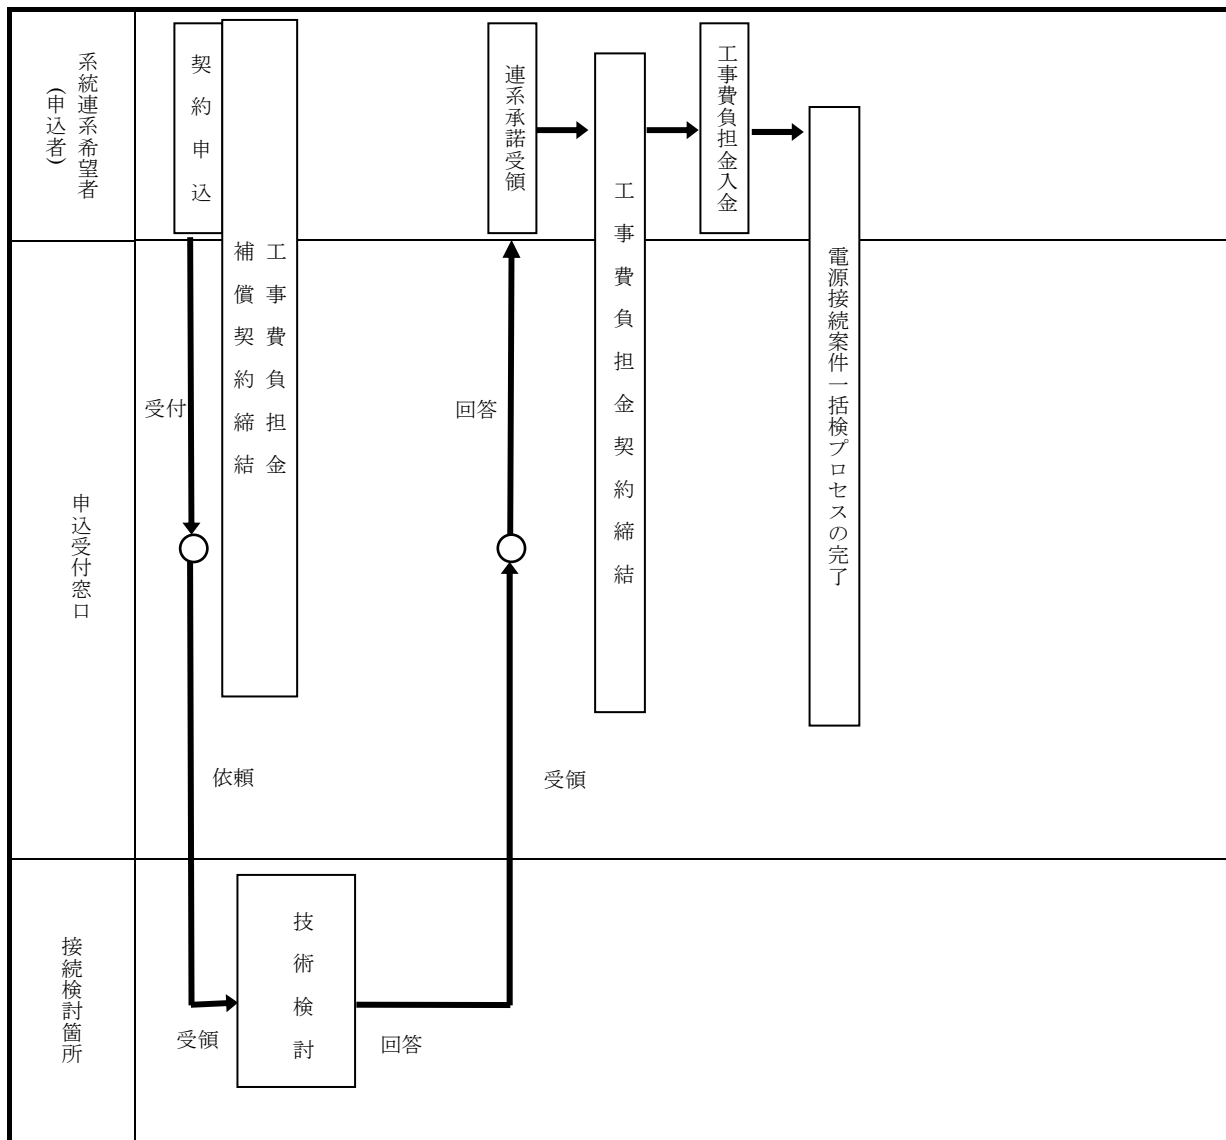 系統連系希望者
(申込者)
契約申込
工事費負担金
補償契約締結
連系承諾受領
工事費負担金契約締結
工事費負担金入金
電源接続案件一括検プロセスの完了
申込受付窓口
受付
回答
依頼
受領
接続検討箇所
技術検討
受領
回答